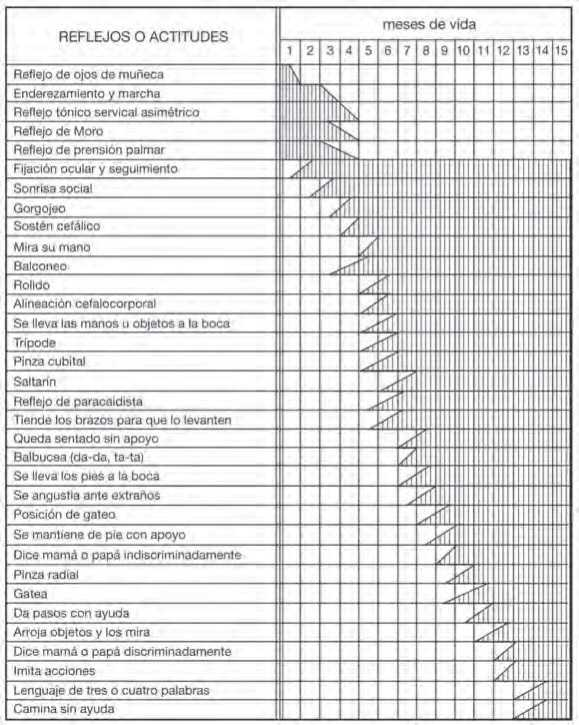 REFLEJOS O ACTITUDES
meses de vida
1 2 3 4 5 6 7 8 9 10 11 12 13 14 15
Reflejo de ojos de muñeca
Enderezamiento y marcha
Reflejo tónico servical asimétrico
Reflejo de Moro
Reflejo de prensión palmar
Fijación ocular y seguimiento
Sonrisa social
Gorgojeo
Sostén cefálico
Mira su mano
Balconeo
Rolido
Alineación cefalocorporal
Se lleva las manos u objetos a la boca
Trípode
Pinza cubital
Saltarín
Reflejo de paracaidista
Tiende los brazos para que lo levanten
Queda sentado sin apoyo
Balbucea (da-da, ta-ta)
Se lleva los pies a la boca
Se angustia ante extraños
Posición de gateo
Se mantiene de pie con apoyo
Dice mamá o papá indiscriminadamente
Pinza radial
Gatea
Da pasos con ayuda
Arroja objetos y los mira
Dice mamá o papá discriminadamente
Imita acciones
Lenguaje de tres o cuatro palabras
Camina sin ayuda